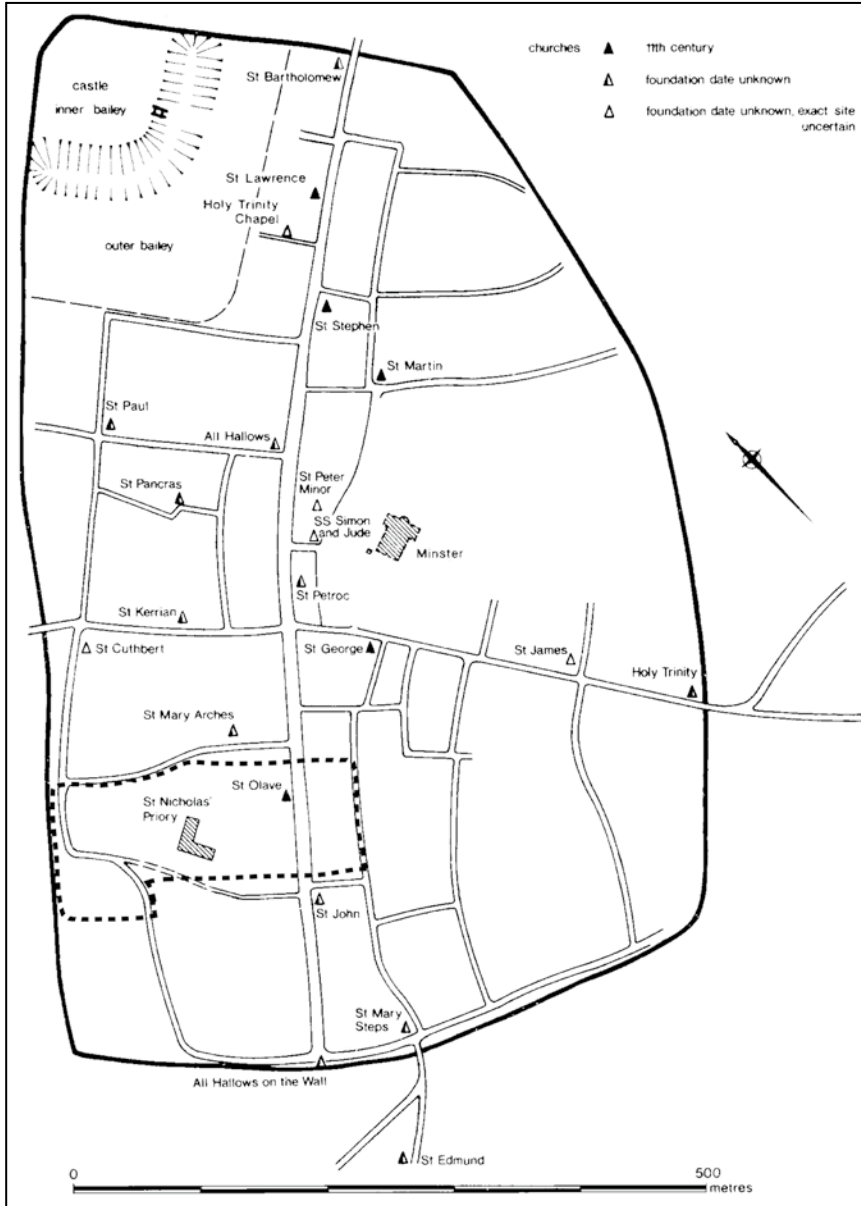 churches 11th century
foundation date unknown
foundation date unknown, exact site
uncertain
castle
inner bailey
St Bartholomew
St Lawrence
Holy Trinity
Chapel
outer bailey
St Stephen
St Martin
St Paul
All Hallows
St Pancras
St Peter
Minor
SS Simon
and Jude
Minster
St Petroc
St Kerrian
St Cuthbert
St George
St James
Holy Trinity
St Mary Arches
St Olave
St Nicholas'
Priory
St John
St Mary
Steps
All Hallows on the Wall
St Edmund
0 500
metres